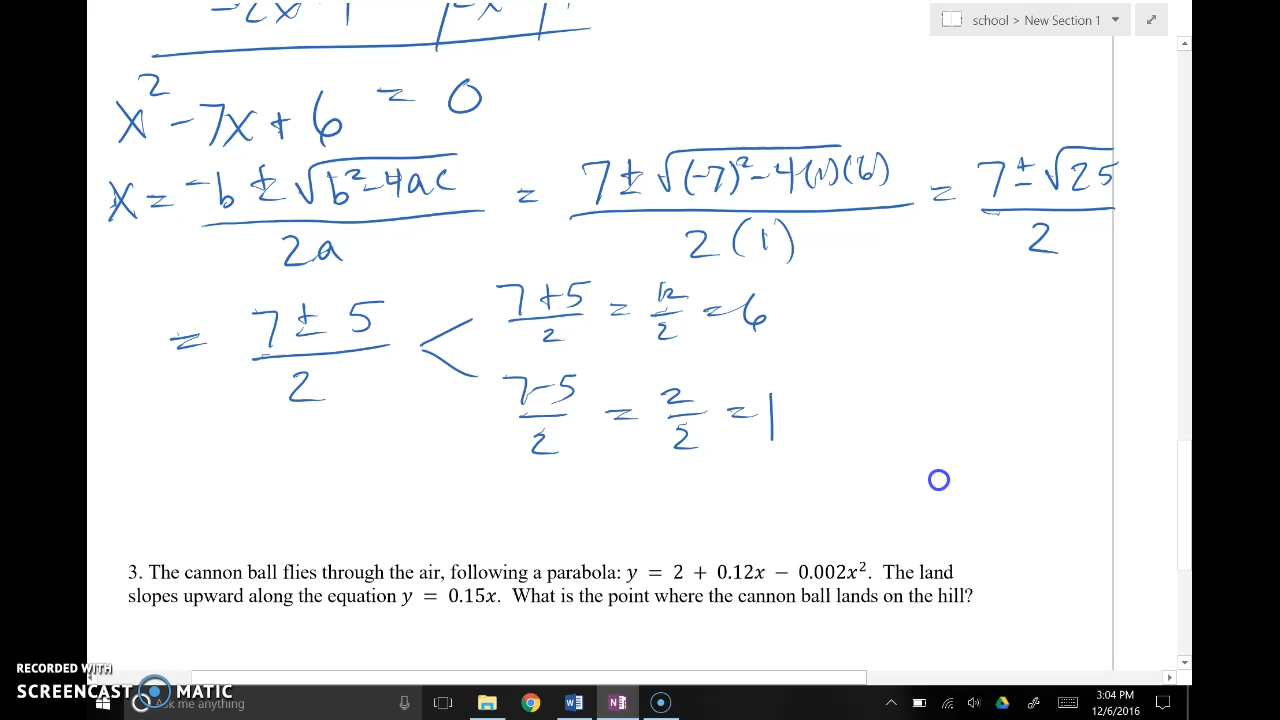 school > New Section 1
x² - 7x + 6 = 0
x = -b ± √b²-4ac / 2a = 7 ± √(-7)²-4(1)(6) / 2(1) = 7 ± √25 / 2
= 7 ± 5 / 2
7+5 / 2 = 12/2 = 6
7-5 / 2 = 2/2 = 1
3. The cannon ball flies through the air, following a parabola: y = 2 + 0.12x − 0.002x². The land
slopes upward along the equation y = 0.15x. What is the point where the cannon ball lands on the hill?
RECORDED WITH
SCREENCAST MATIC
Ask me anything
3:04 PM
12/6/2016